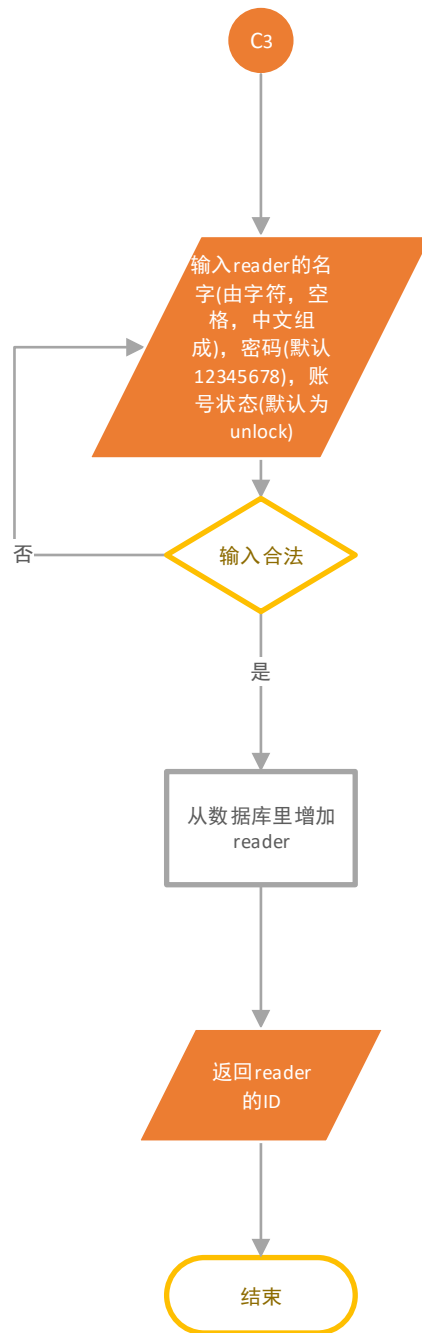 C3
输入reader的名
字(由字符，空
格，中文组
成)，密码(默认
12345678)，账
号状态(默认为
unlock)
输入合法
否
是
从数据库里增加
reader
返回reader
的ID
结束